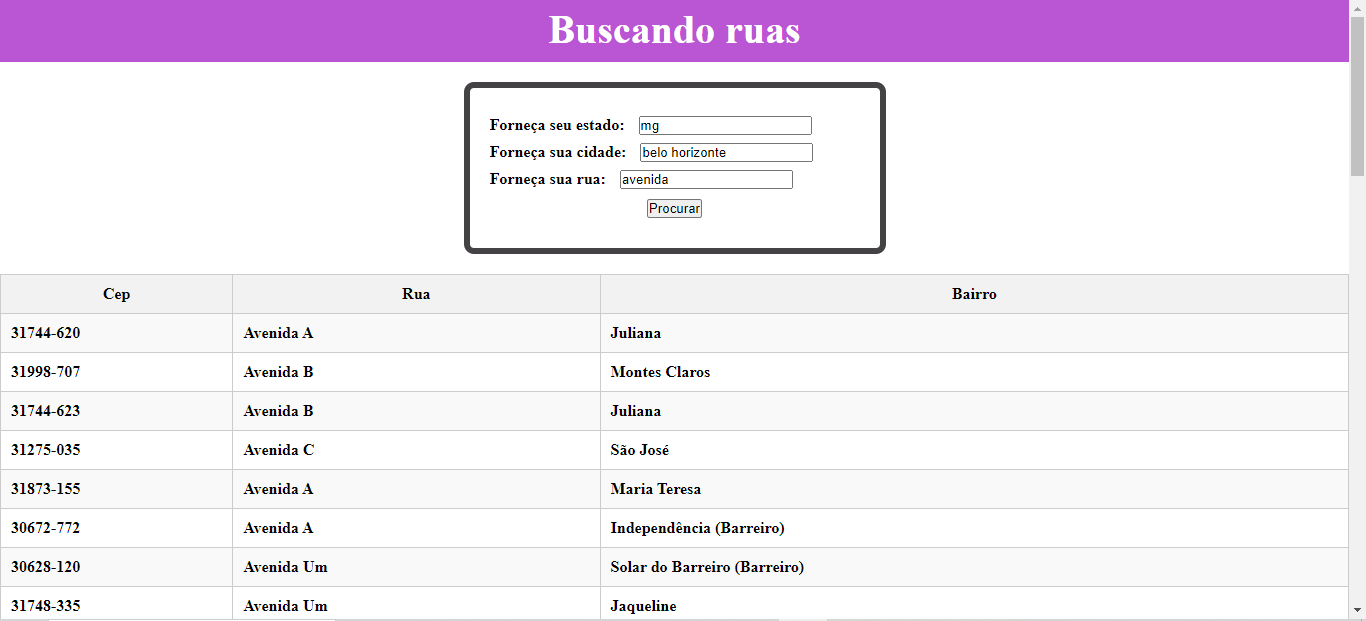 Buscando ruas
Forneça seu estado: mg
Forneça sua cidade: belo horizonte
Forneça sua rua: avenida
Procurar
Cep Rua Bairro
31744-620 Avenida A Juliana
31998-707 Avenida B Montes Claros
31744-623 Avenida B Juliana
31275-035 Avenida C São José
31873-155 Avenida A Maria Teresa
30672-772 Avenida A Independência (Barreiro)
30628-120 Avenida Um Solar do Barreiro (Barreiro)
31748-335 Avenida Um Jaqueline